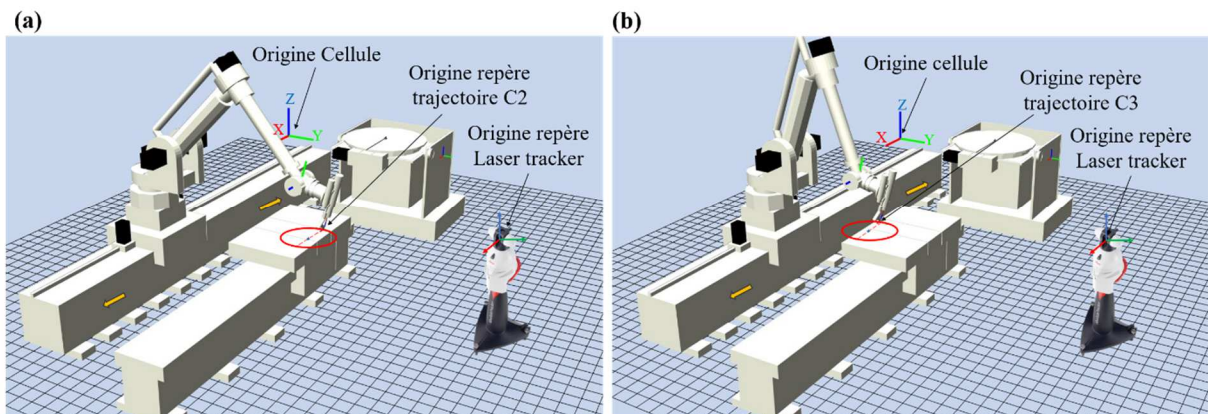 (a)
Origine Cellule
Origine repère
trajectoire C2
Origine repère
Laser tracker
Z
X
Y
(b)
Origine cellule
Origine repère
trajectoire C3
Origine repère
Laser tracker
Z
X
Y